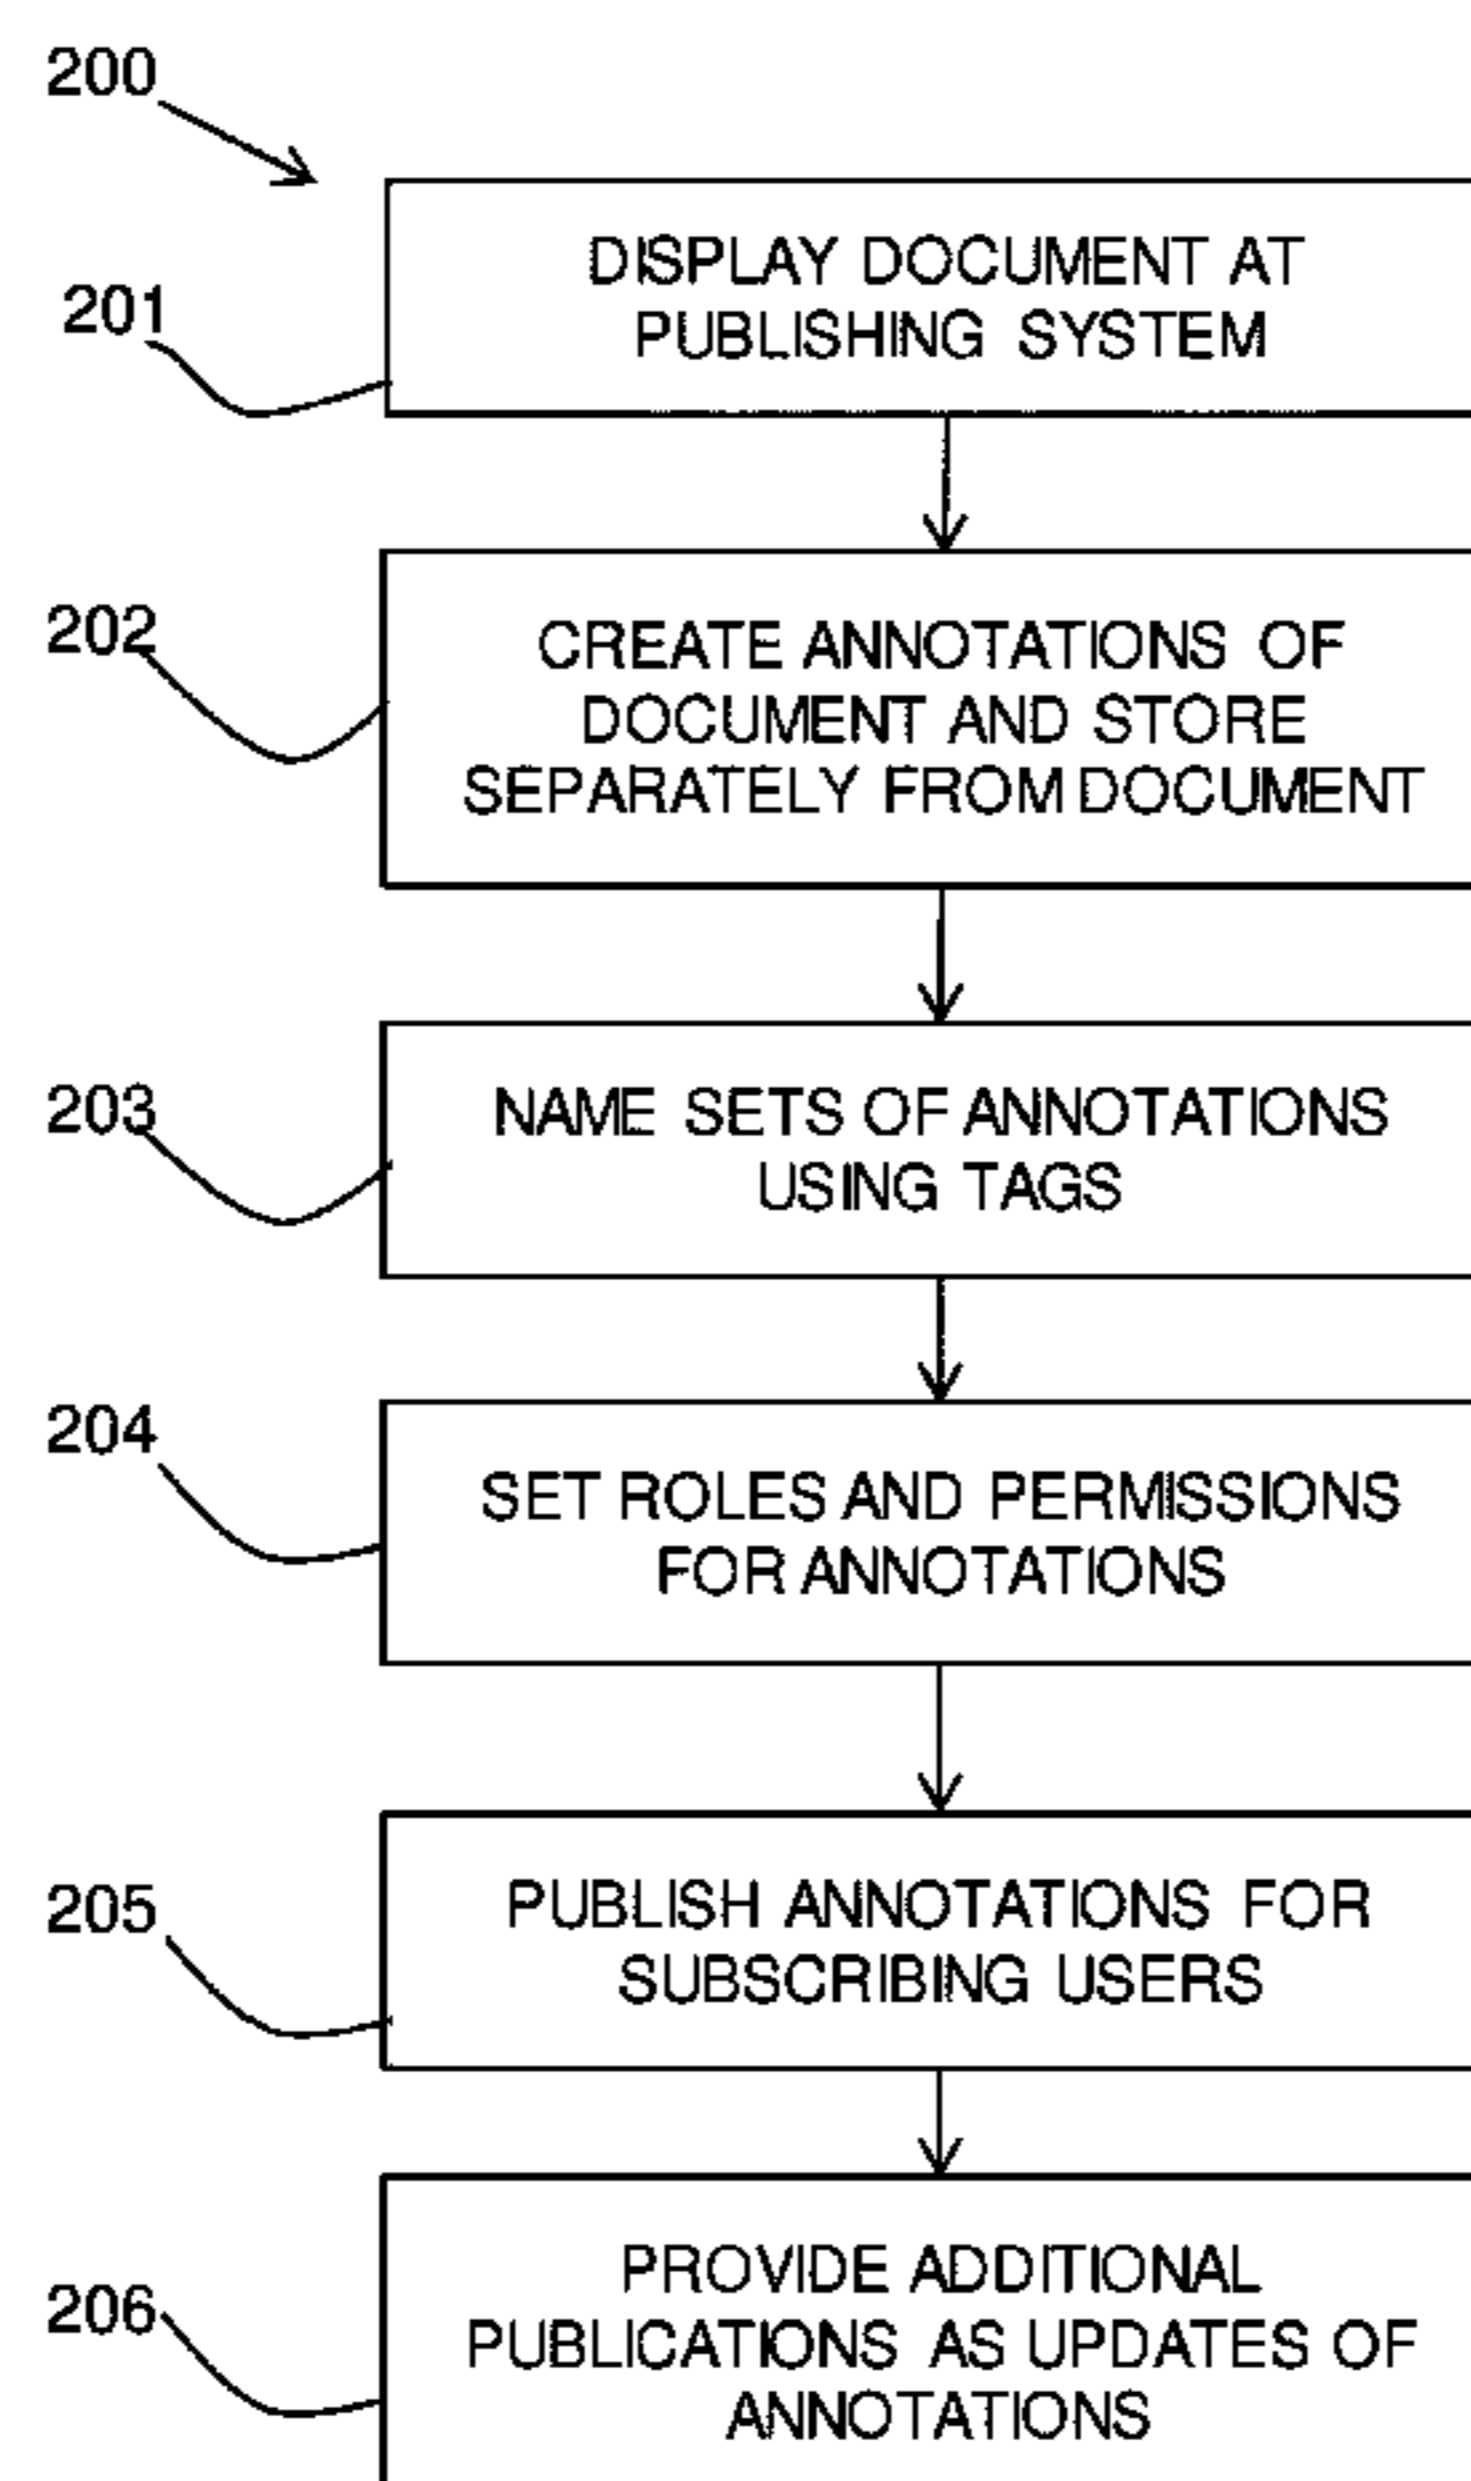 200
201
DISPLAY DOCUMENT AT
PUBLISHING SYSTEM
202
CREATE ANNOTATIONS OF
DOCUMENT AND STORE
SEPARATELY FROM DOCUMENT
203
NAME SETS OF ANNOTATIONS
USING TAGS
204
SET ROLES AND PERMISSIONS
FOR ANNOTATIONS
205
PUBLISH ANNOTATIONS FOR
SUBSCRIBING USERS
206
PROVIDE ADDITIONAL
PUBLICATIONS AS UPDATES OF
ANNOTATIONS